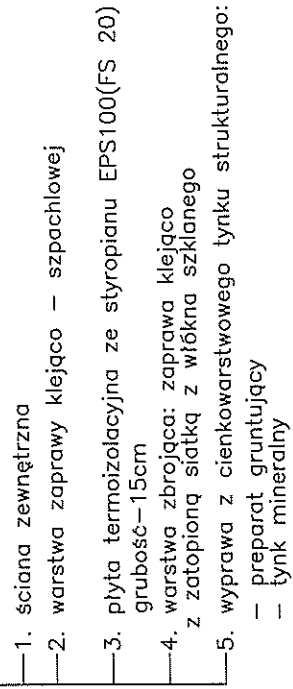 1. ściana zewnętrzna
2. warstwa zaprawy klejąco – szpachlowej
3. płyta termoizolacyjna ze styropianu EPS100(FS 20)
grubość–15cm
4. warstwa zbrojąca: zaprawa klejąco
z zatopioną siatką z włókna szklanego
5. wyprawa z cienkowarstwowego tynku strukturalnego:
– preparat gruntujący
– tynk mineralny